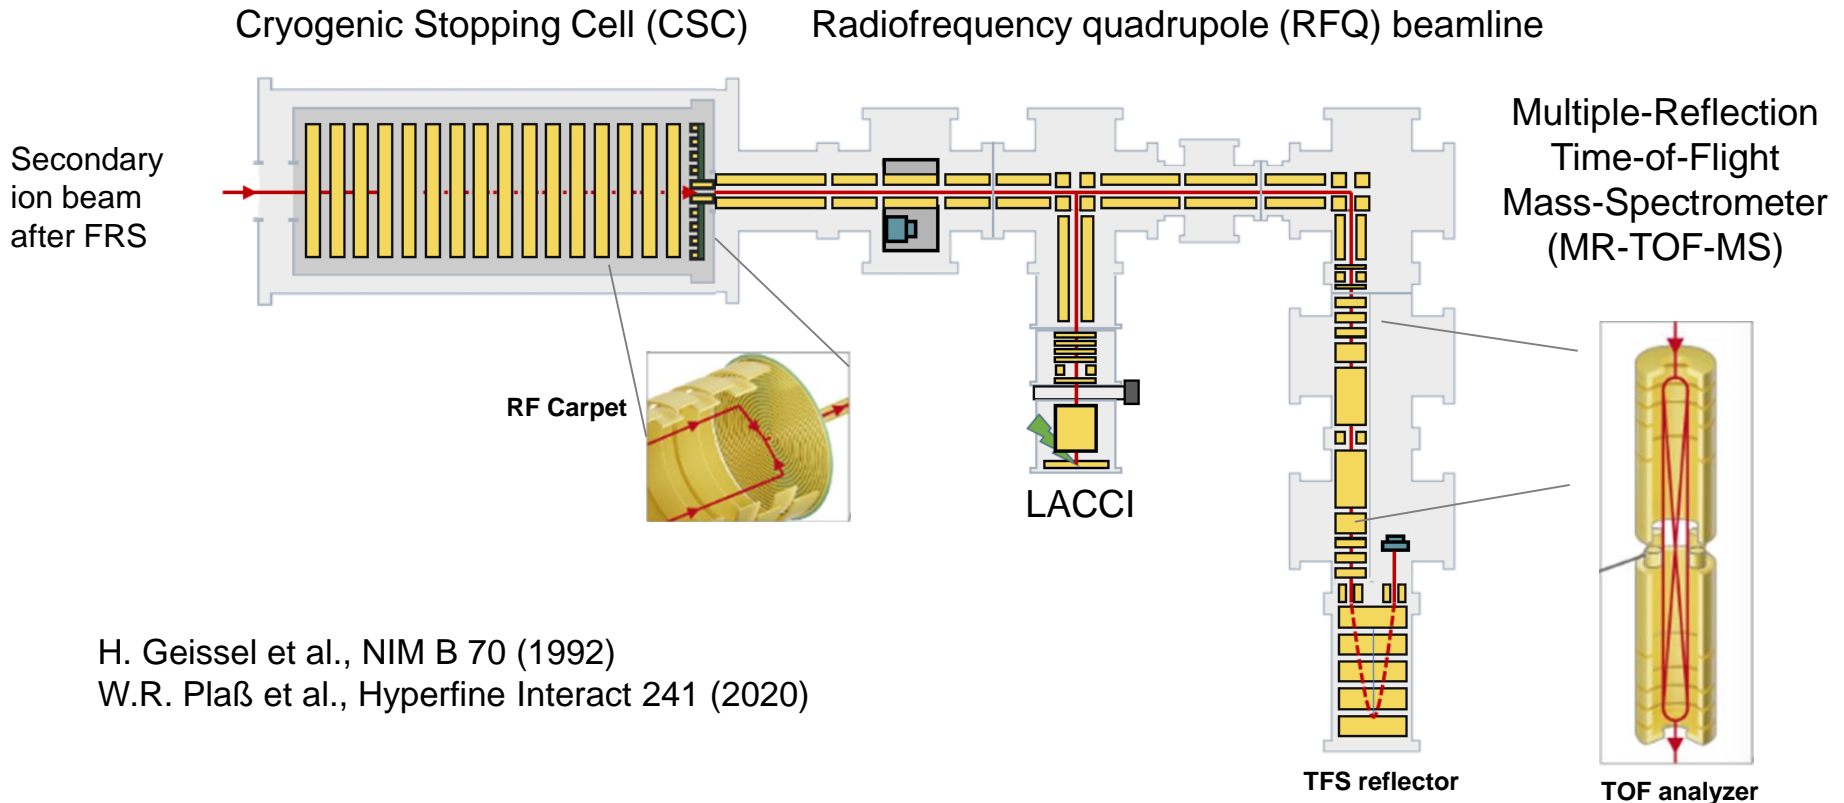 Cryogenic Stopping Cell (CSC)
Radiofrequency quadrupole (RFQ) beamline
Multiple-Reflection
Time-of-Flight
Mass-Spectrometer
(MR-TOF-MS)
Secondary
ion beam
after FRS
RF Carpet
LACCI
H. Geissel et al., NIM B 70 (1992)
W.R. Plaß et al., Hyperfine Interact 241 (2020)
TFS reflector
TOF analyzer